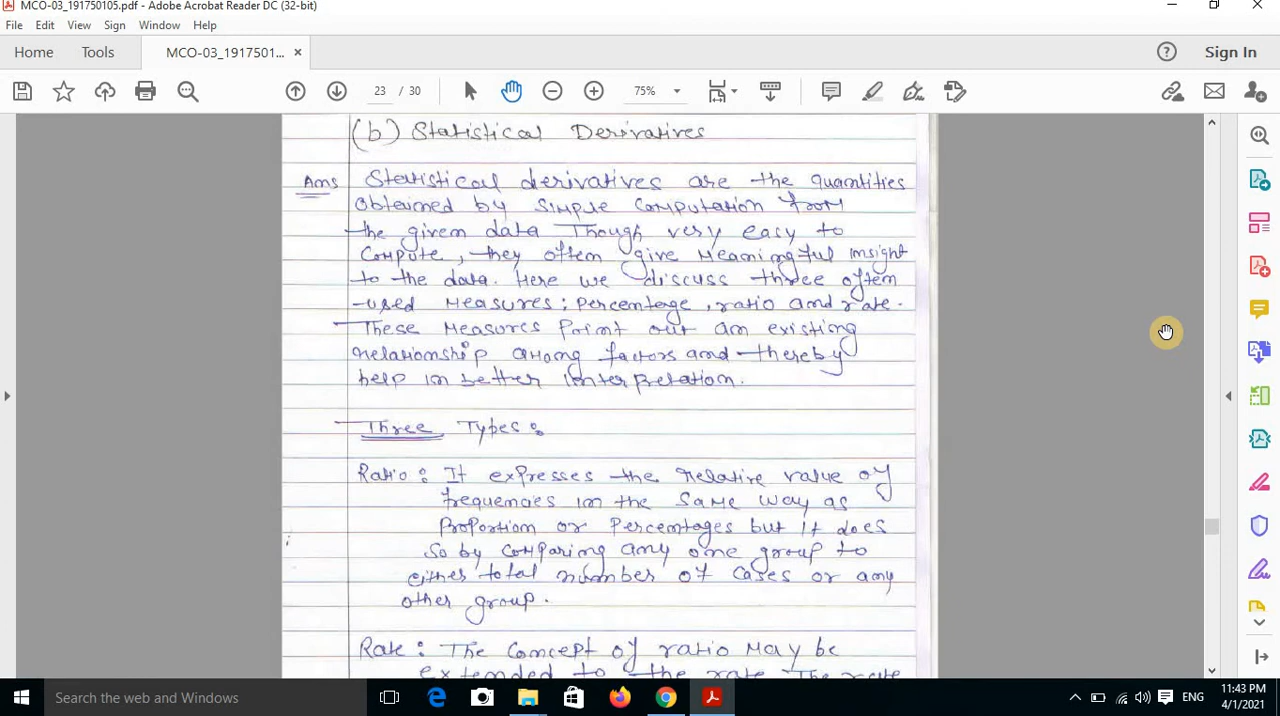 MCO-03_191750105.pdf - Adobe Acrobat Reader DC (32-bit)
File Edit View Sign Window Help
Home Tools MCO-03_1917501... × Sign In
23 / 30 75%
(b) Statistical Derivatives
Ans Statistical derivatives are the quantities
obtained by simple computation from
the given data Though very easy to
compute, they often give meaningful insight
to the data. Here we discuss three often
-used measures: percentage, ratio and rate.
These measures point out an existing
relationship among factors and thereby
help in better interpretation.
Three Types:
Ratio: It expresses the relative value of
frequencies in the same way as
proportion or percentages but it does
so by comparing any one group to
either total number of cases or any
other group.
Rate: The concept of ratio may be
extended to the rate. The rate
Search the web and Windows
ENG
11:43 PM
4/1/2021